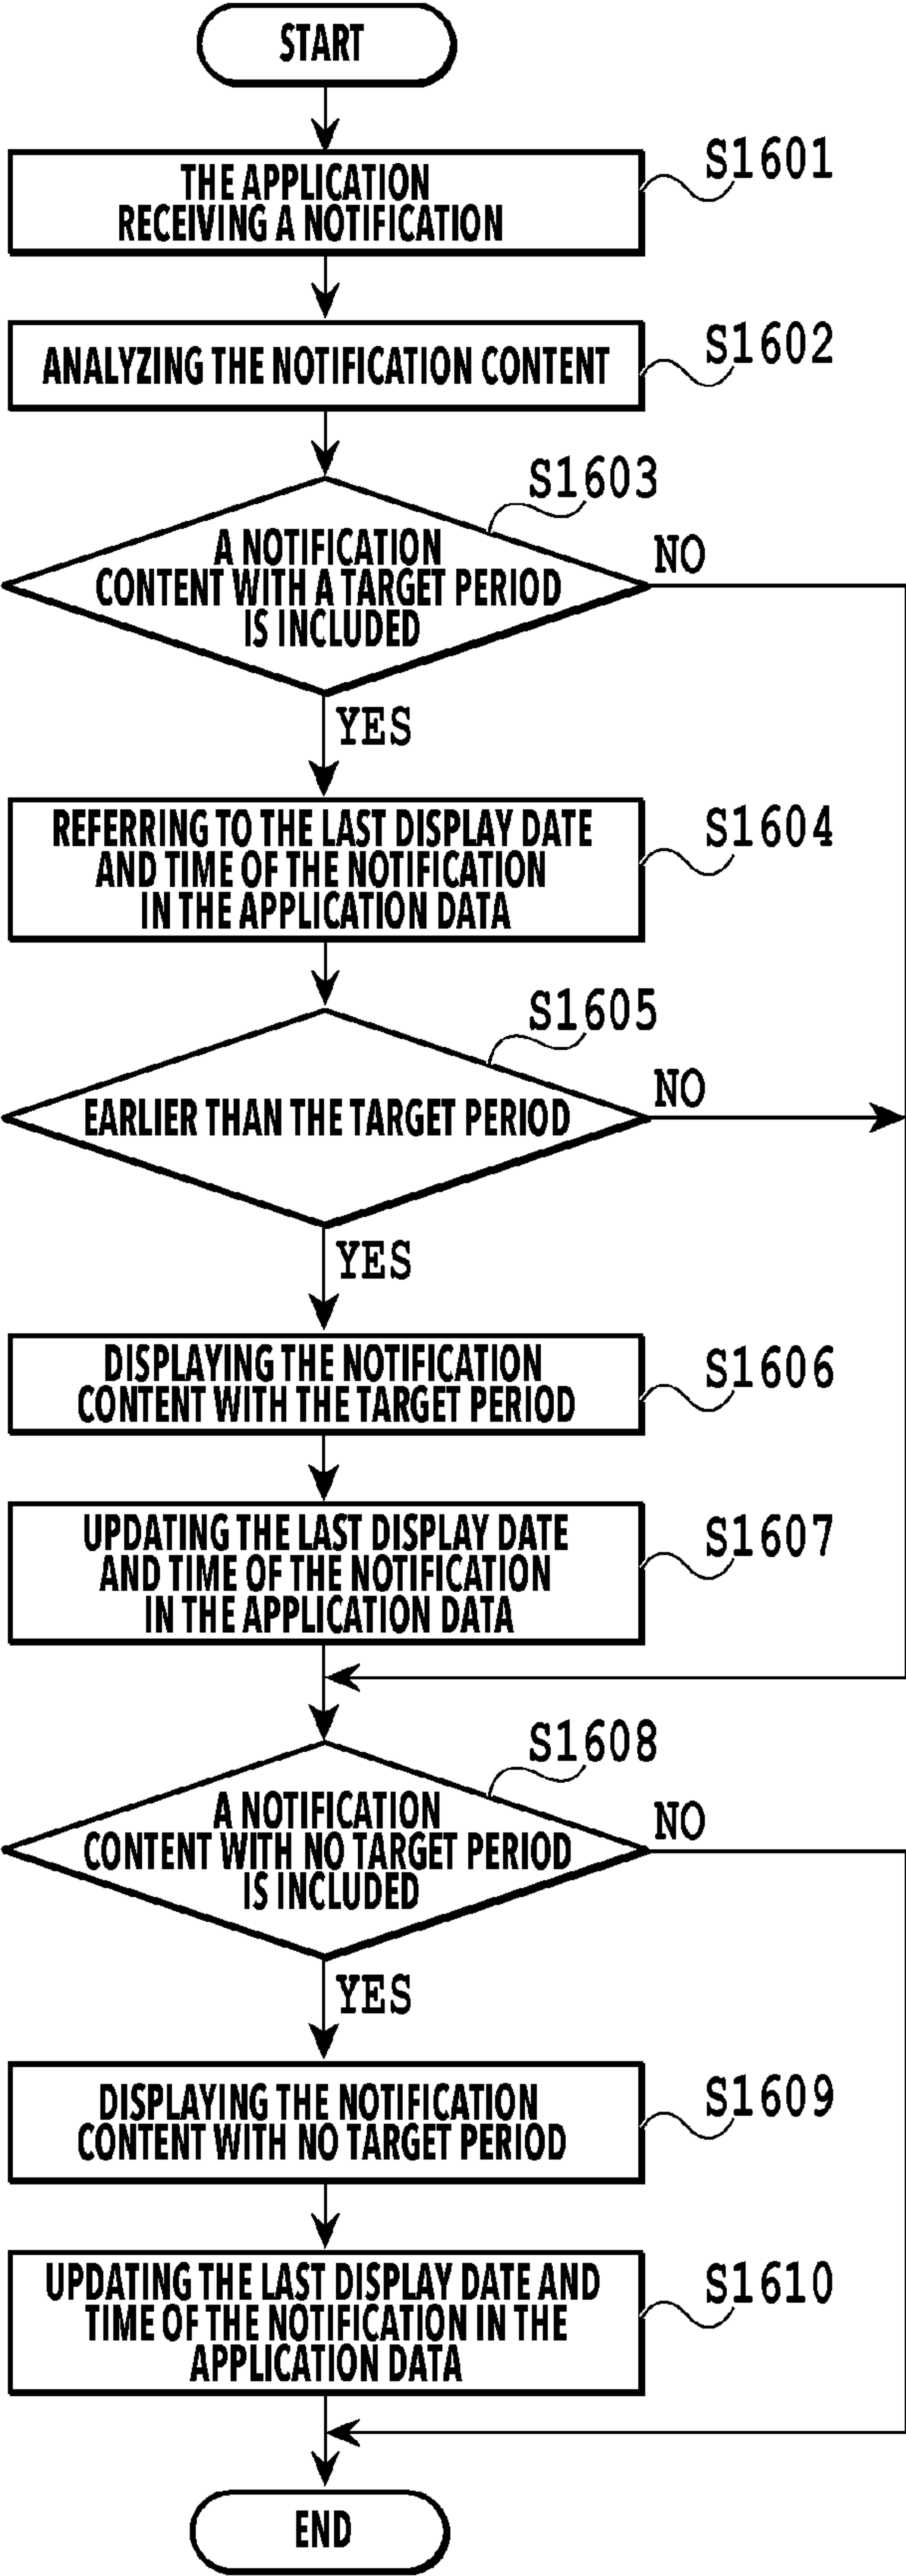 START
THE APPLICATION
RECEIVING A NOTIFICATION
S1601
ANALYZING THE NOTIFICATION CONTENT
S1602
S1603
A NOTIFICATION
CONTENT WITH A TARGET PERIOD
IS INCLUDED
NO
YES
REFERRING TO THE LAST DISPLAY DATE
AND TIME OF THE NOTIFICATION
IN THE APPLICATION DATA
S1604
S1605
EARLIER THAN THE TARGET PERIOD
NO
YES
DISPLAYING THE NOTIFICATION
CONTENT WITH THE TARGET PERIOD
S1606
UPDATING THE LAST DISPLAY DATE
AND TIME OF THE NOTIFICATION
IN THE APPLICATION DATA
S1607
S1608
A NOTIFICATION
CONTENT WITH NO TARGET PERIOD
IS INCLUDED
NO
YES
DISPLAYING THE NOTIFICATION
CONTENT WITH NO TARGET PERIOD
S1609
UPDATING THE LAST DISPLAY DATE AND
TIME OF THE NOTIFICATION IN THE
APPLICATION DATA
S1610
END